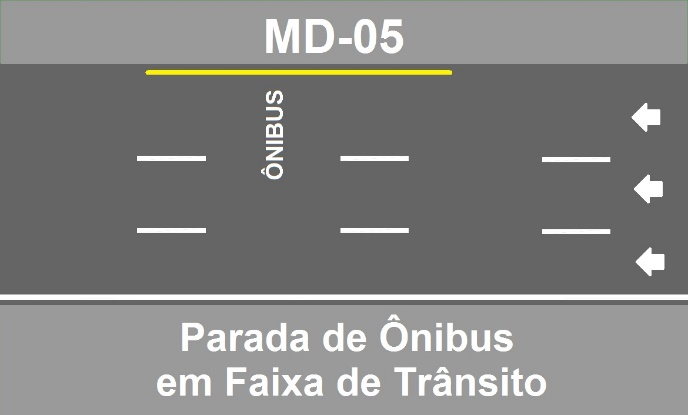 MD-05
ÔNIBUS
Parada de Ônibus
em Faixa de Trânsito